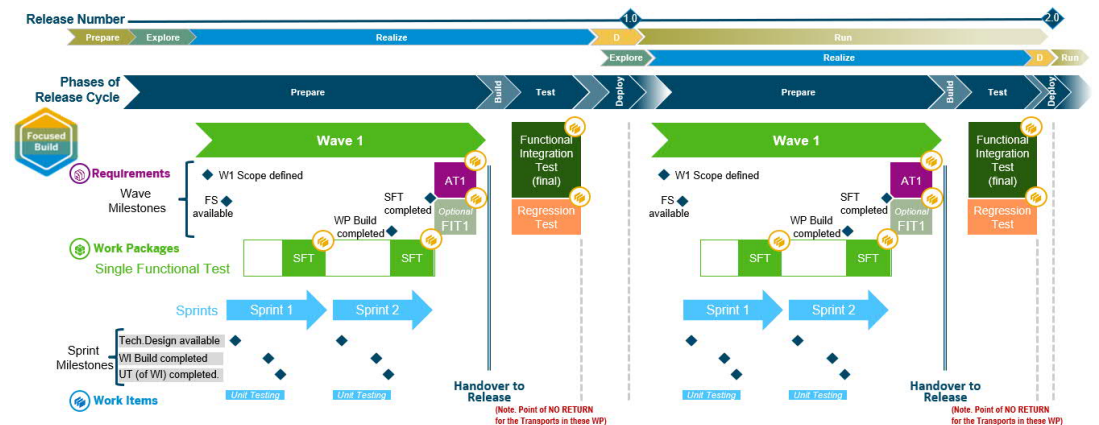 Release Number
1.0
2.0
Prepare
Explore
Realize
D
Run
Explore
Realize
D
Run
Phases of
Release Cycle
Prepare
Build
Test
Deploy
Prepare
Build
Test
Deploy
Focused
Build
Wave 1
Functional
Integration
Test
(final)
Wave 1
Functional
Integration
Test
(final)
Requirements
Wave
Milestones
W1 Scope defined
FS
available
SFT
completed
WP Build
completed
AT1
Optional
FIT1
Regression
Test
W1 Scope defined
FS
available
SFT
completed
WP Build
completed
AT1
Optional
FIT1
Regression
Test
Work Packages
Single Functional Test
SFT
SFT
SFT
SFT
Sprints
Sprint 1
Sprint 2
Sprint 1
Sprint 2
Sprint
Milestones
Tech.Design available
WI Build completed
UT (of WI) completed.
Work Items
Unit Testing
Unit Testing
Unit Testing
Unit Testing
Handover to
Release
(Note. Point of NO RETURN
for the Transports in these WP)
Handover to
Release
(Note. Point of NO RETURN
for the Transports in these WP)